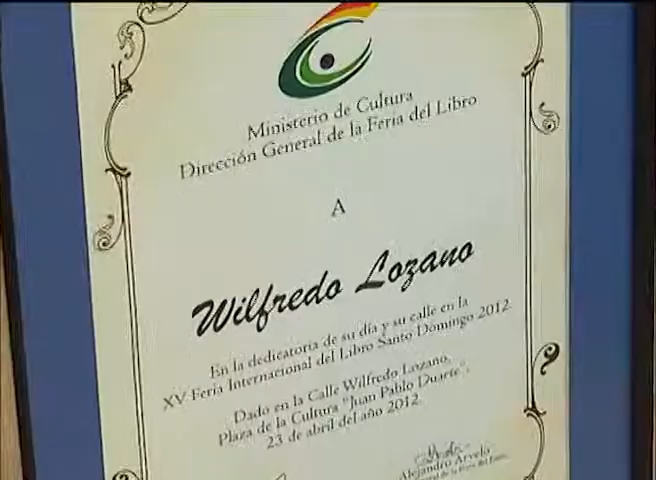 Ministerio de Cultura
Dirección General de la Feria del Libro
A
Wilfredo Lozano
En la dedicatoria de su día y su calle en la
XV Feria Internacional del Libro Santo Domingo 2012.
Dado en la Calle Wilfredo Lozano,
Plaza de la Cultura "Juan Pablo Duarte",
23 de abril del año 2012.
Alejandro Arvelo